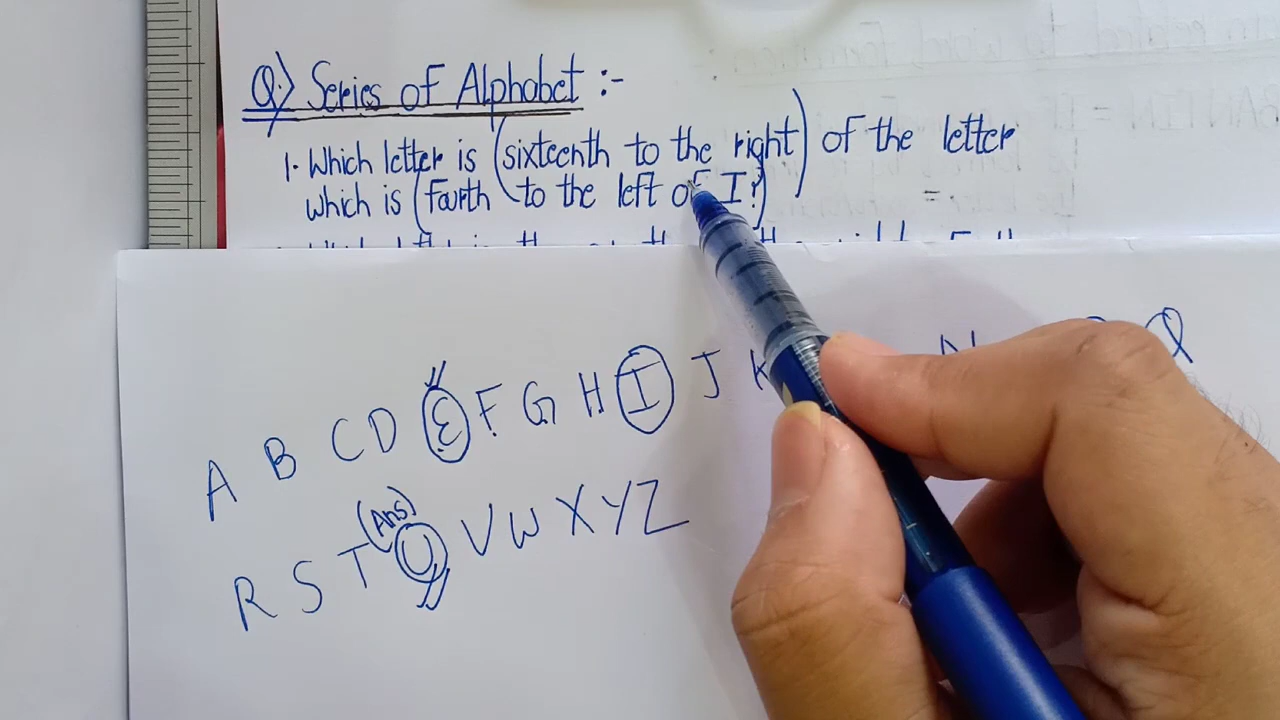 Q.) Series of Alphabet :-
1. Which letter is (sixteenth to the right) of the letter
which is (fourth to the left of I?)
A B C D E F G H I J K N Q
(Ans)
R S T U V W X Y Z